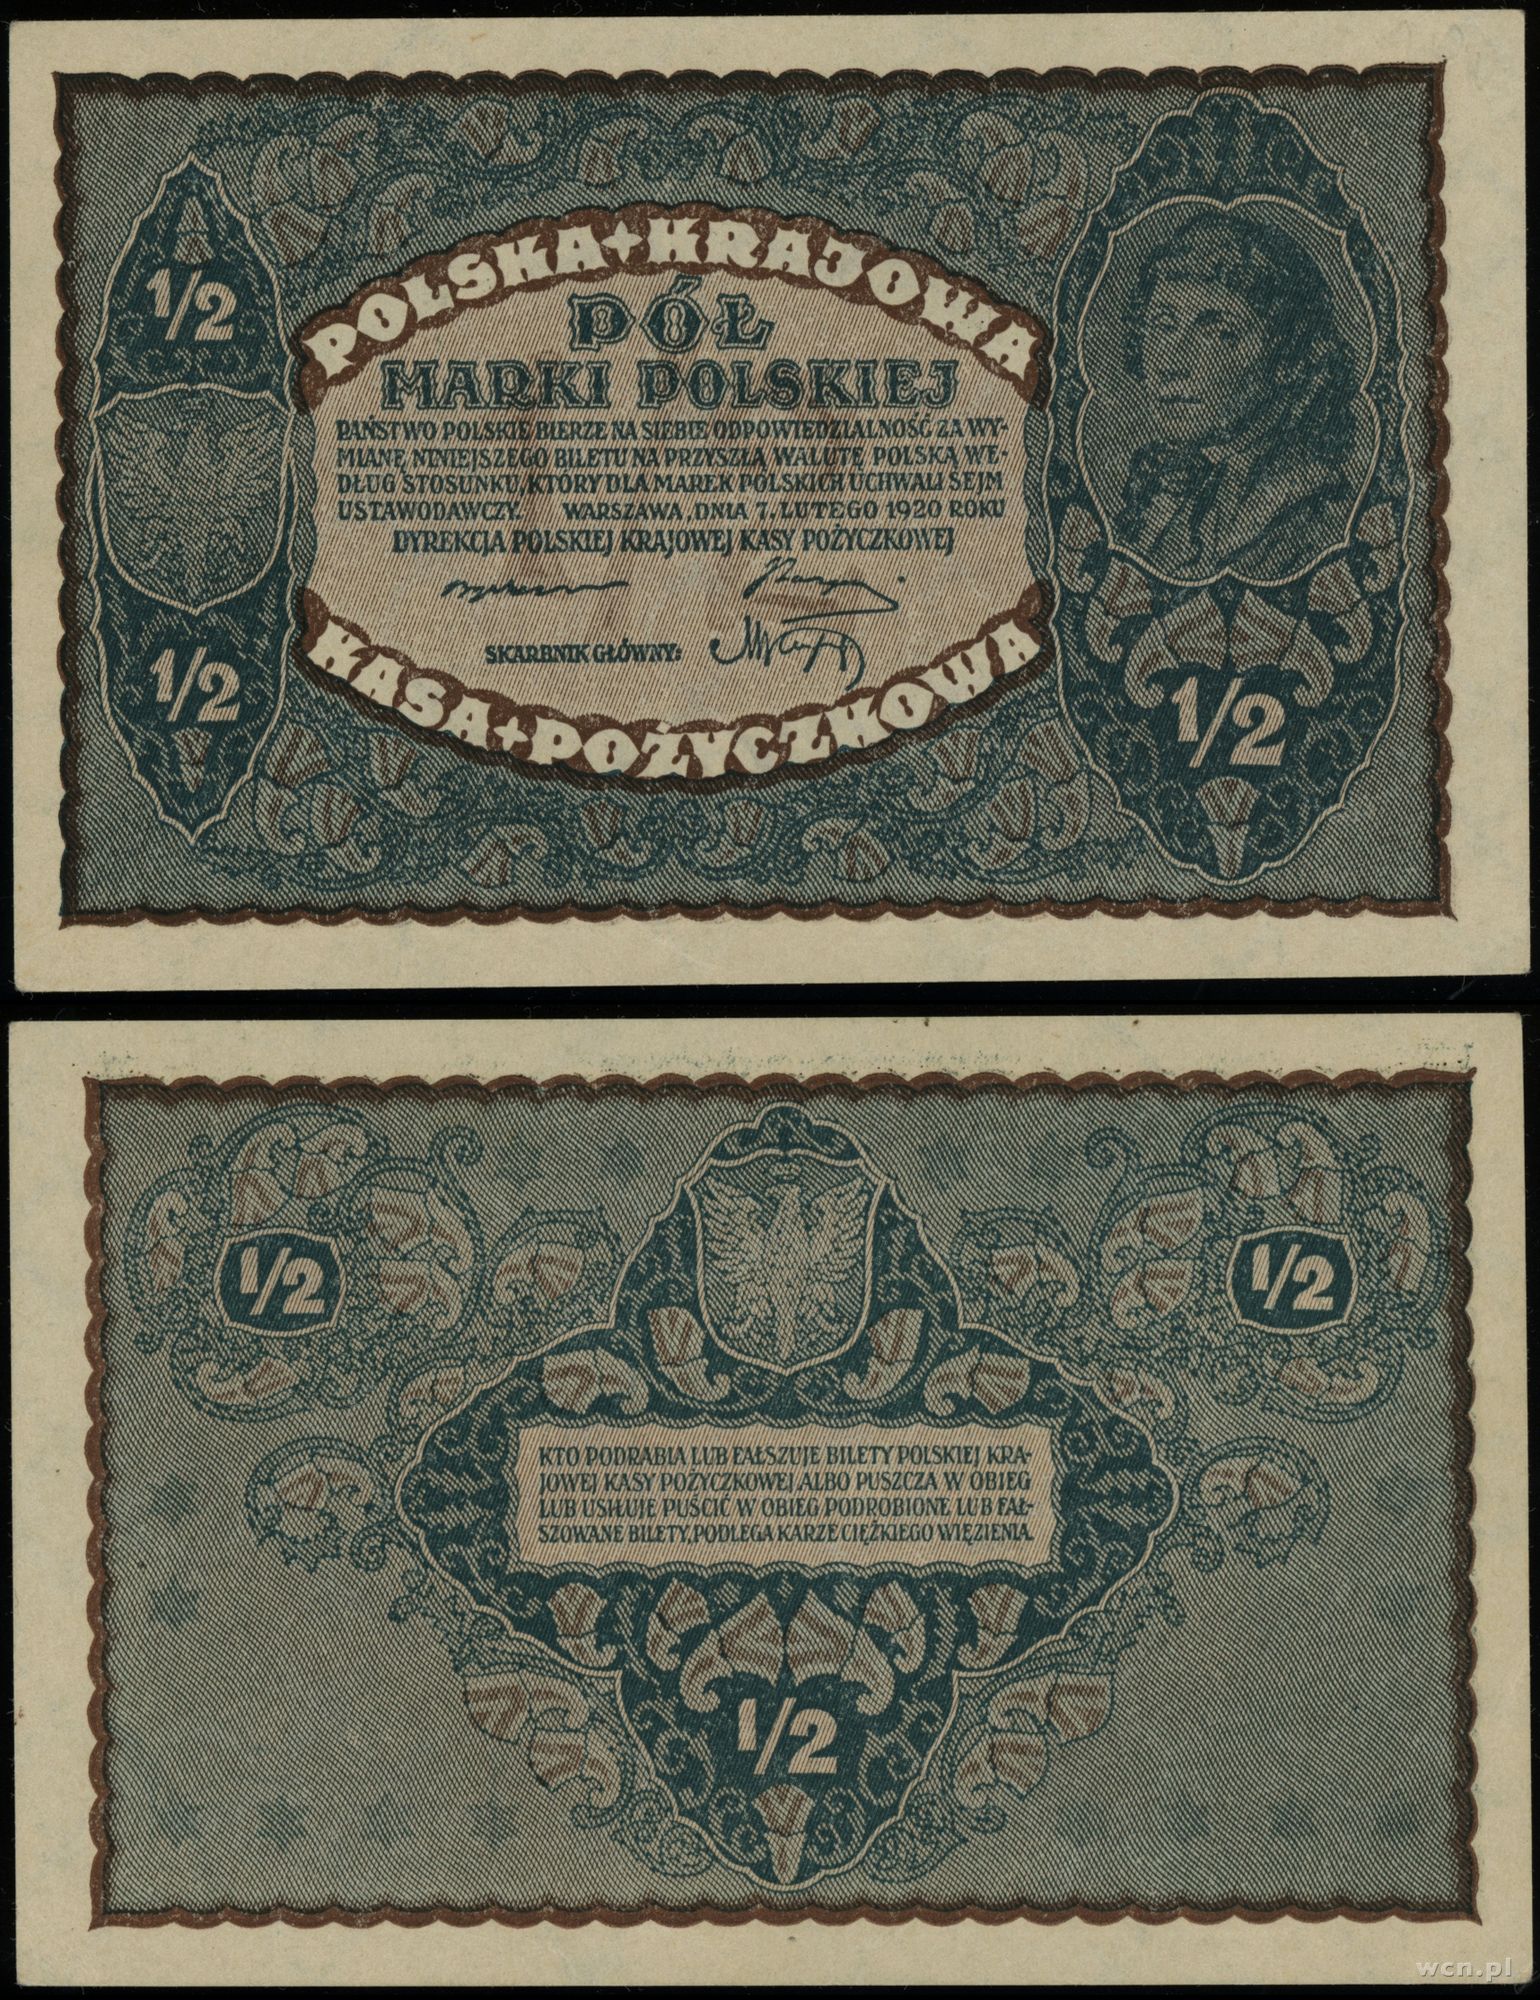 POLSKA + KRAJOWA
1/2
PÓŁ
MARKI POLSKIEJ
PAŃSTWO POLSKIE BIERZE NA SIEBIE ODPOWIEDZIALNOŚĆ ZA WY-
MIANĘ NINIEJSZEGO BILETU NA PRZYSZŁĄ WALUTĘ POLSKĄ WE-
DŁUG STOSUNKU, KTÓRY DLA MAREK POLSKICH UCHWALI SEJM
USTAWODAWCZY. WARSZAWA, DNIA 7. LUTEGO 1920 ROKU
DYREKCJA POLSKIEJ KRAJOWEJ KASY POŻYCZKOWEJ
SKARBNIK GŁÓWNY:
1/2
1/2
KASA + POŻYCZKOWA
1/2
1/2
KTO PODRABIA LUB FAŁSZUJE BILETY POLSKIEJ KRA-
JOWEJ KASY POŻYCZKOWEJ ALBO PUSZCZA W OBIEG
LUB USIŁUJE PUŚCIĆ W OBIEG PODROBIONE LUB FAŁ-
SZOWANE BILETY, PODLEGA KARZE CIĘŻKIEGO WIĘZIENIA.
1/2
wcn.pl